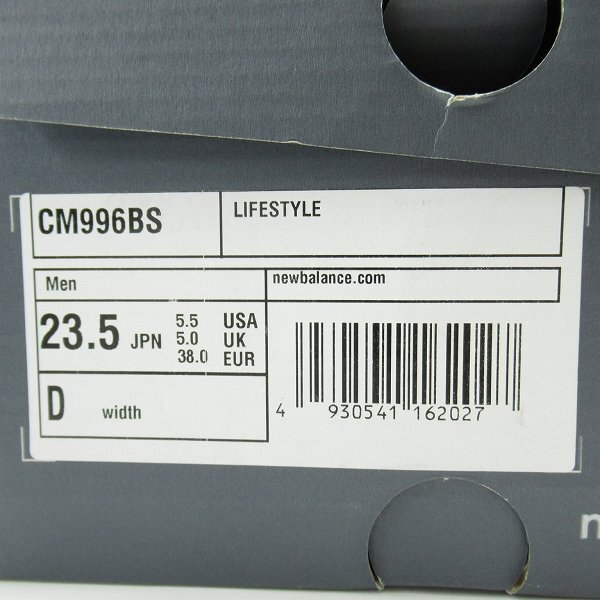 CM996BS LIFESTYLE
Men newbalance.com
23.5 JPN 5.5 USA
5.0 UK
38.0 EUR
D width
4 930541 162027
n